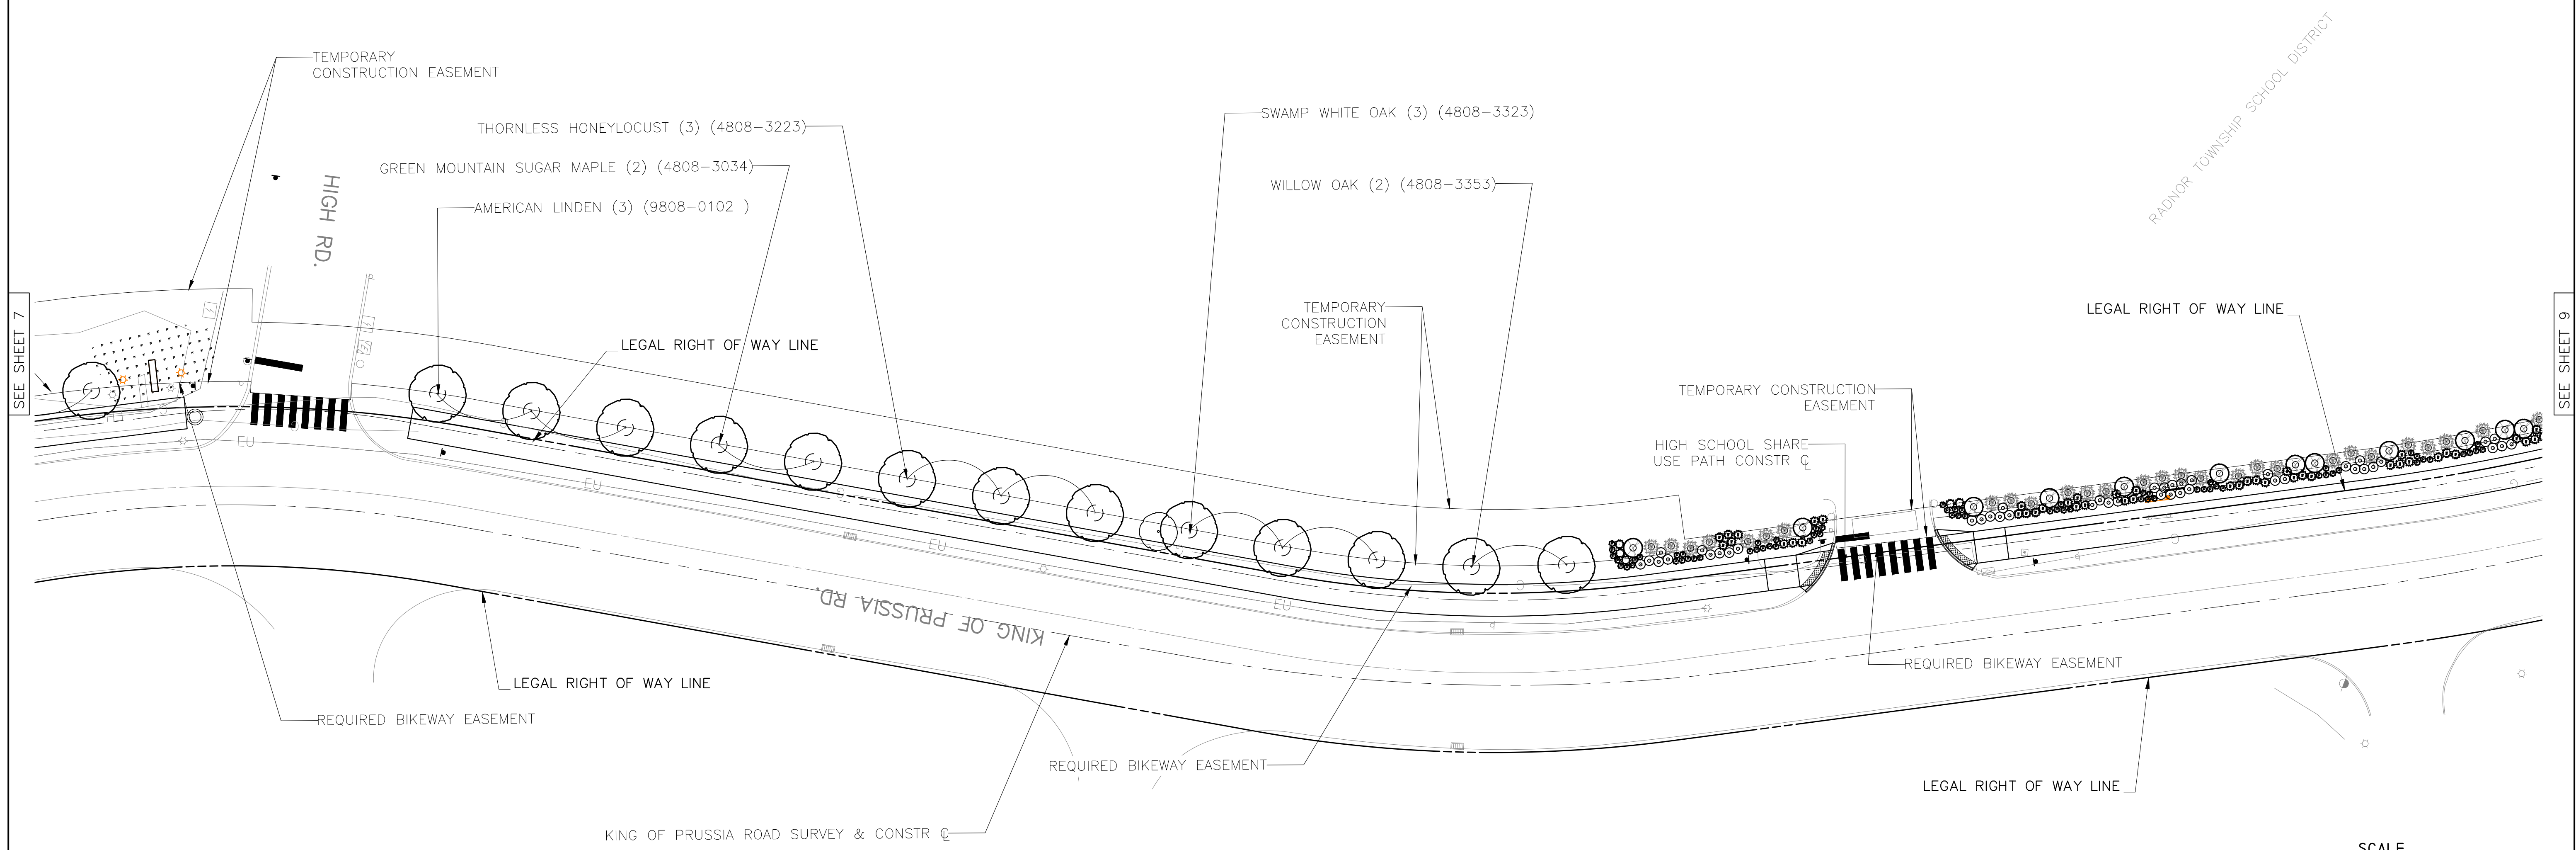 TEMPORARY
CONSTRUCTION EASEMENT
RADNOR TOWNSHIP SCHOOL DISTRICT
THORNLESS HONEYLOCUST (3) (4808-3223)
SWAMP WHITE OAK (3) (4808-3323)
GREEN MOUNTAIN SUGAR MAPLE (2) (4808-3034)
WILLOW OAK (2) (4808-3353)
AMERICAN LINDEN (3) (9808-0102 )
HIGH RD.
TEMPORARY
CONSTRUCTION
EASEMENT
LEGAL RIGHT OF WAY LINE
LEGAL RIGHT OF WAY LINE
SEE SHEET 7
SEE SHEET 9
TEMPORARY CONSTRUCTION
EASEMENT
HIGH SCHOOL SHARE
USE PATH CONSTR ℄
EU
EU
EU
EU
KING OF PRUSSIA RD.
LEGAL RIGHT OF WAY LINE
REQUIRED BIKEWAY EASEMENT
REQUIRED BIKEWAY EASEMENT
REQUIRED BIKEWAY EASEMENT
LEGAL RIGHT OF WAY LINE
KING OF PRUSSIA ROAD SURVEY & CONSTR ℄
SCALE